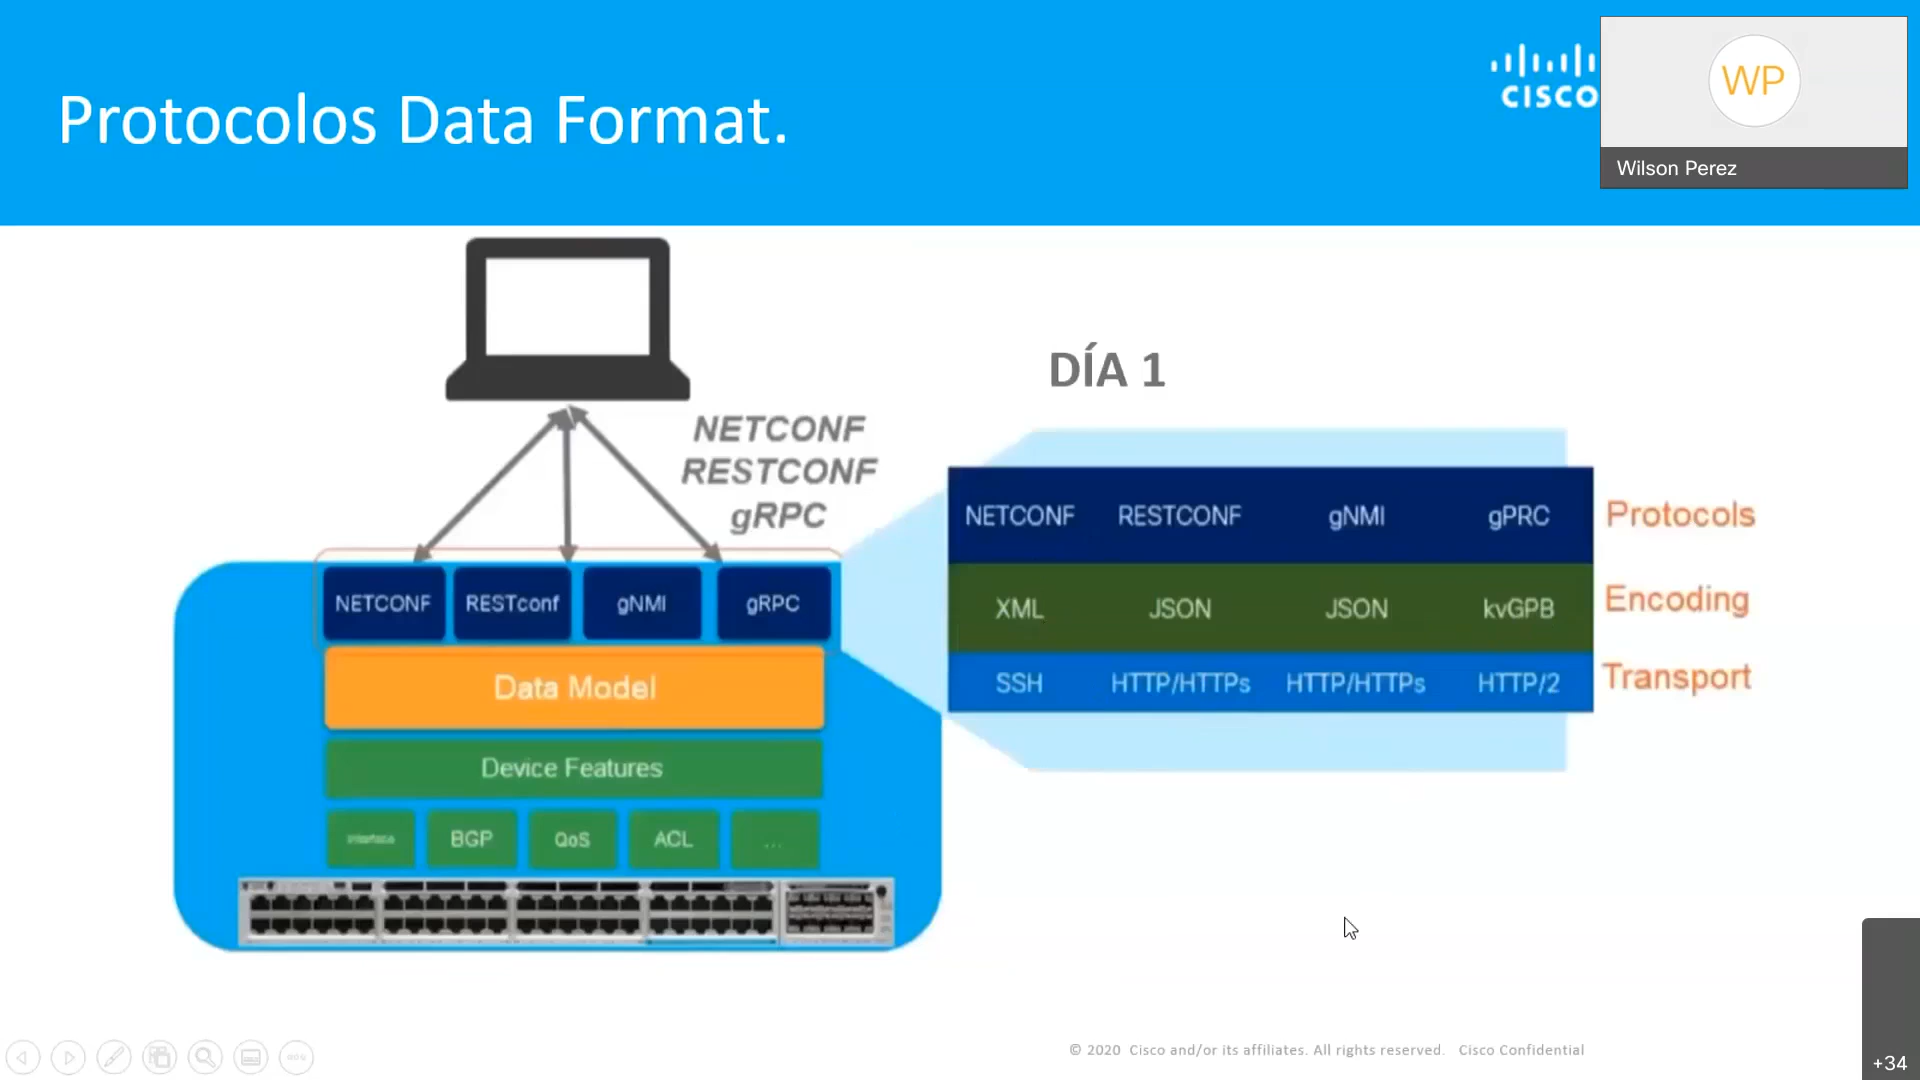 Protocolos Data Format.
CISCO
WP
Wilson Perez
DÍA 1
NETCONF
RESTCONF
gRPC
NETCONF RESTCONF gNMI gPRC Protocols
XML JSON JSON kvGPB Encoding
SSH HTTP/HTTPs HTTP/HTTPs HTTP/2 Transport
NETCONF RESTconf gNMI gRPC
Data Model
Device Features
Interface BGP QoS ACL ...
© 2020 Cisco and/or its affiliates. All rights reserved. Cisco Confidential
+34